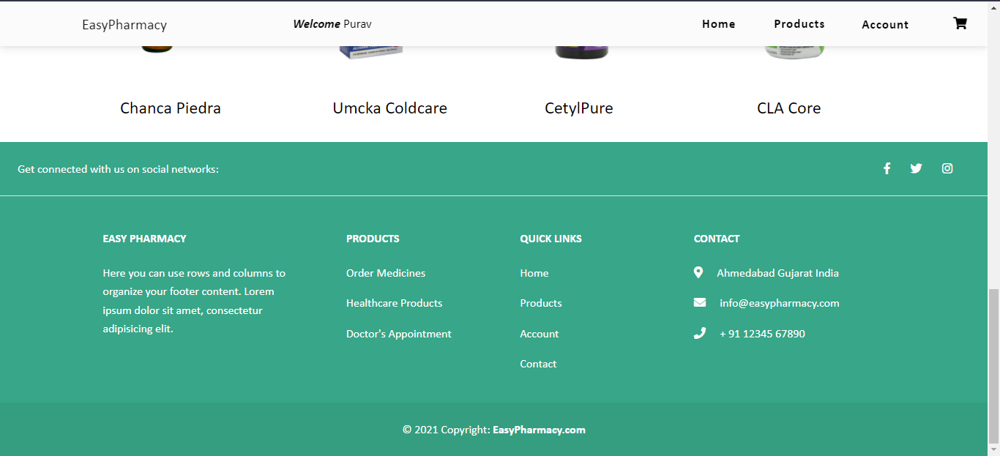 EasyPharmacy
Welcome Purav
Home
Products
Account
Chanca Piedra
Umcka Coldcare
CetylPure
CLA Core
Get connected with us on social networks:
EASY PHARMACY
Here you can use rows and columns to
organize your footer content. Lorem
ipsum dolor sit amet, consectetur
adipisicing elit.
PRODUCTS
Order Medicines
Healthcare Products
Doctor's Appointment
QUICK LINKS
Home
Products
Account
Contact
CONTACT
Ahmedabad Gujarat India
info@easypharmacy.com
+ 91 12345 67890
© 2021 Copyright: EasyPharmacy.com